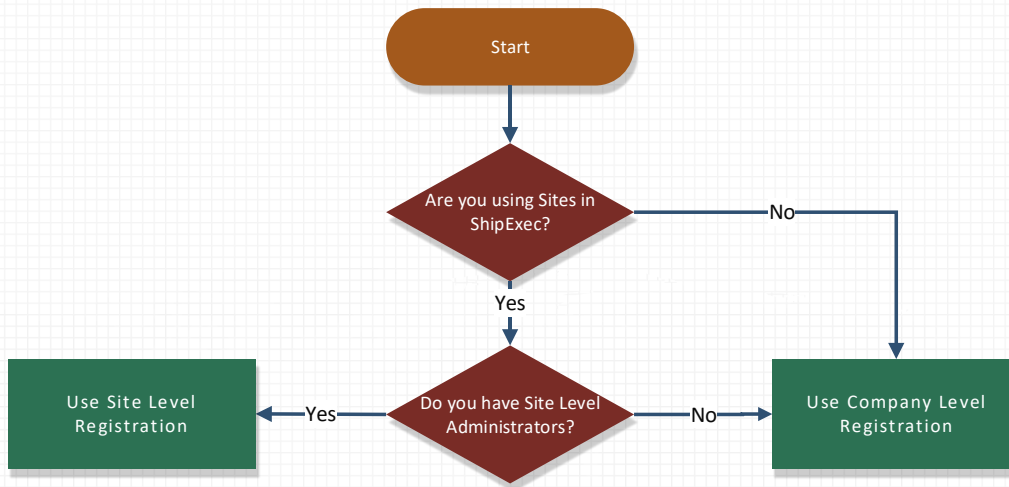 Start
Are you using Sites in
ShipExec?
No
Yes
Use Site Level
Registration
Yes
Do you have Site Level
Administrators?
No
Use Company Level
Registration